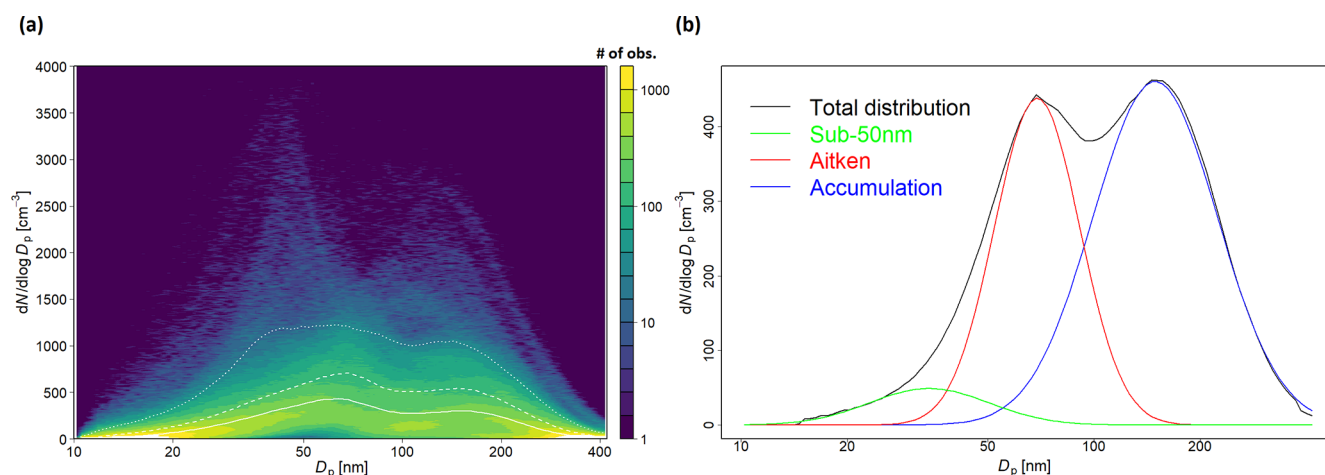 (a)
# of obs.
dN/dlog Dp [cm−3]
4000
3500
3000
2500
2000
1500
1000
500
0
10
20
50
100
200
400
Dp [nm]
1000
100
10
1
(b)
Total distribution
Sub-50nm
Aitken
Accumulation
dN/dlog Dp [cm−3]
400
300
200
100
0
10
20
50
100
200
Dp [nm]